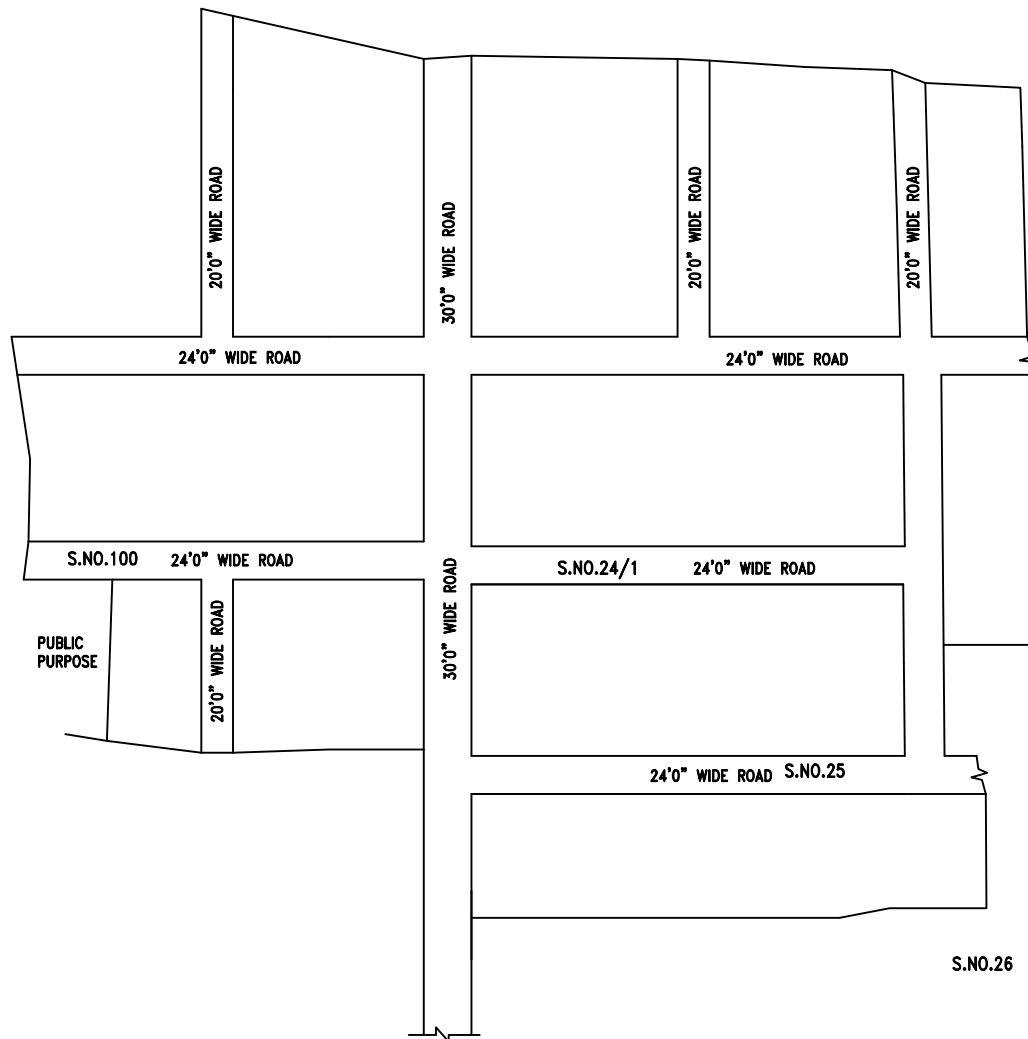 20'0" WIDE ROAD
30'0" WIDE ROAD
20'0" WIDE ROAD
20'0" WIDE ROAD
24'0" WIDE ROAD
24'0" WIDE ROAD
S.NO.100
24'0" WIDE ROAD
S.NO.24/1
24'0" WIDE ROAD
PUBLIC
PURPOSE
20'0" WIDE ROAD
30'0" WIDE ROAD
24'0" WIDE ROAD
S.NO.25
S.NO.26